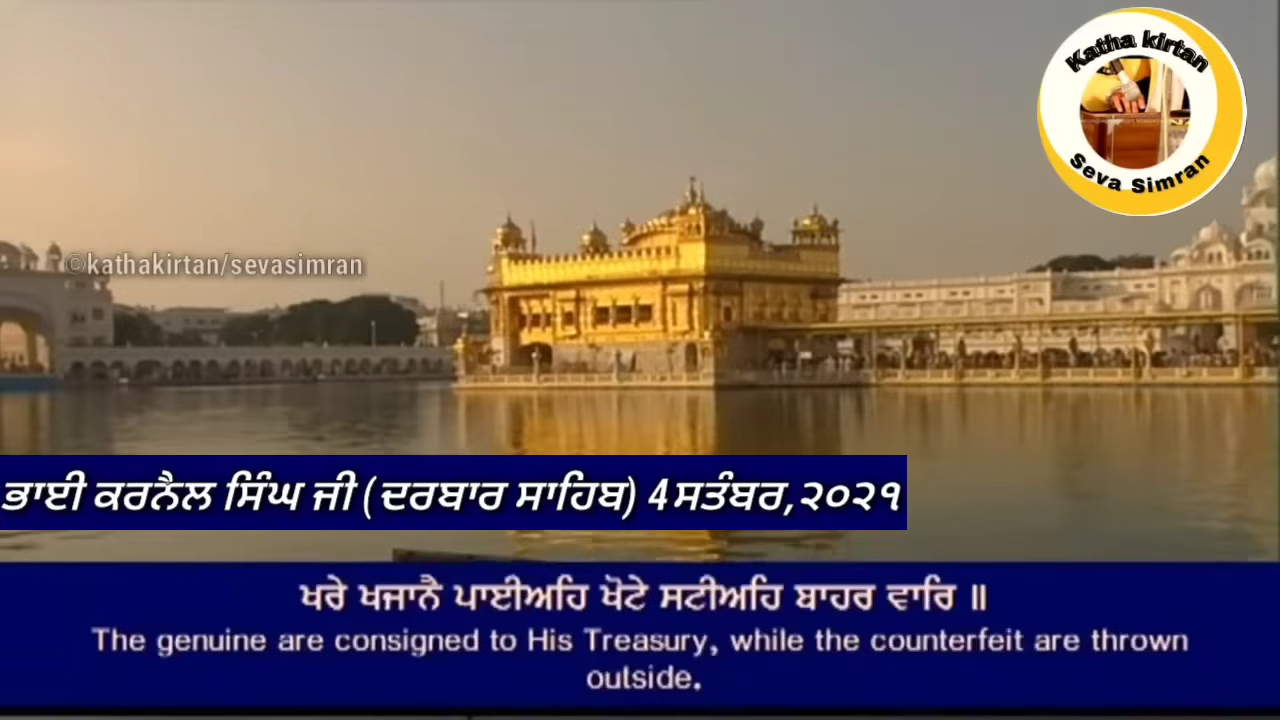 Katha kirtan
Seva Simran
©kathakirtan/sevasimran
ਭਾਈ ਕਰਨੈਲ ਸਿੰਘ ਜੀ (ਦਰਬਾਰ ਸਾਹਿਬ) 4 ਸਤੰਬਰ,੨੦੨੧
ਖਰੇ ਖਜਾਨੈ ਪਾਈਅਹਿ ਖੋਟੇ ਸਟੀਅਹਿ ਬਾਹਰ ਵਾਰਿ ॥
The genuine are consigned to His Treasury, while the counterfeit are thrown
outside.